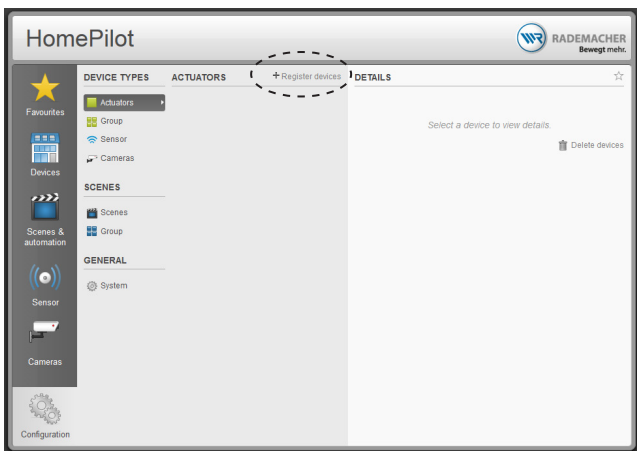 HomePilot
WR RADEMACHER
Bewegt mehr.
Favourites
Devices
Scenes &
automation
Sensor
Cameras
Configuration
DEVICE TYPES
Actuators
Group
Sensor
Cameras
SCENES
Scenes
Group
GENERAL
System
ACTUATORS
+ Register devices
DETAILS
Select a device to view details.
Delete devices